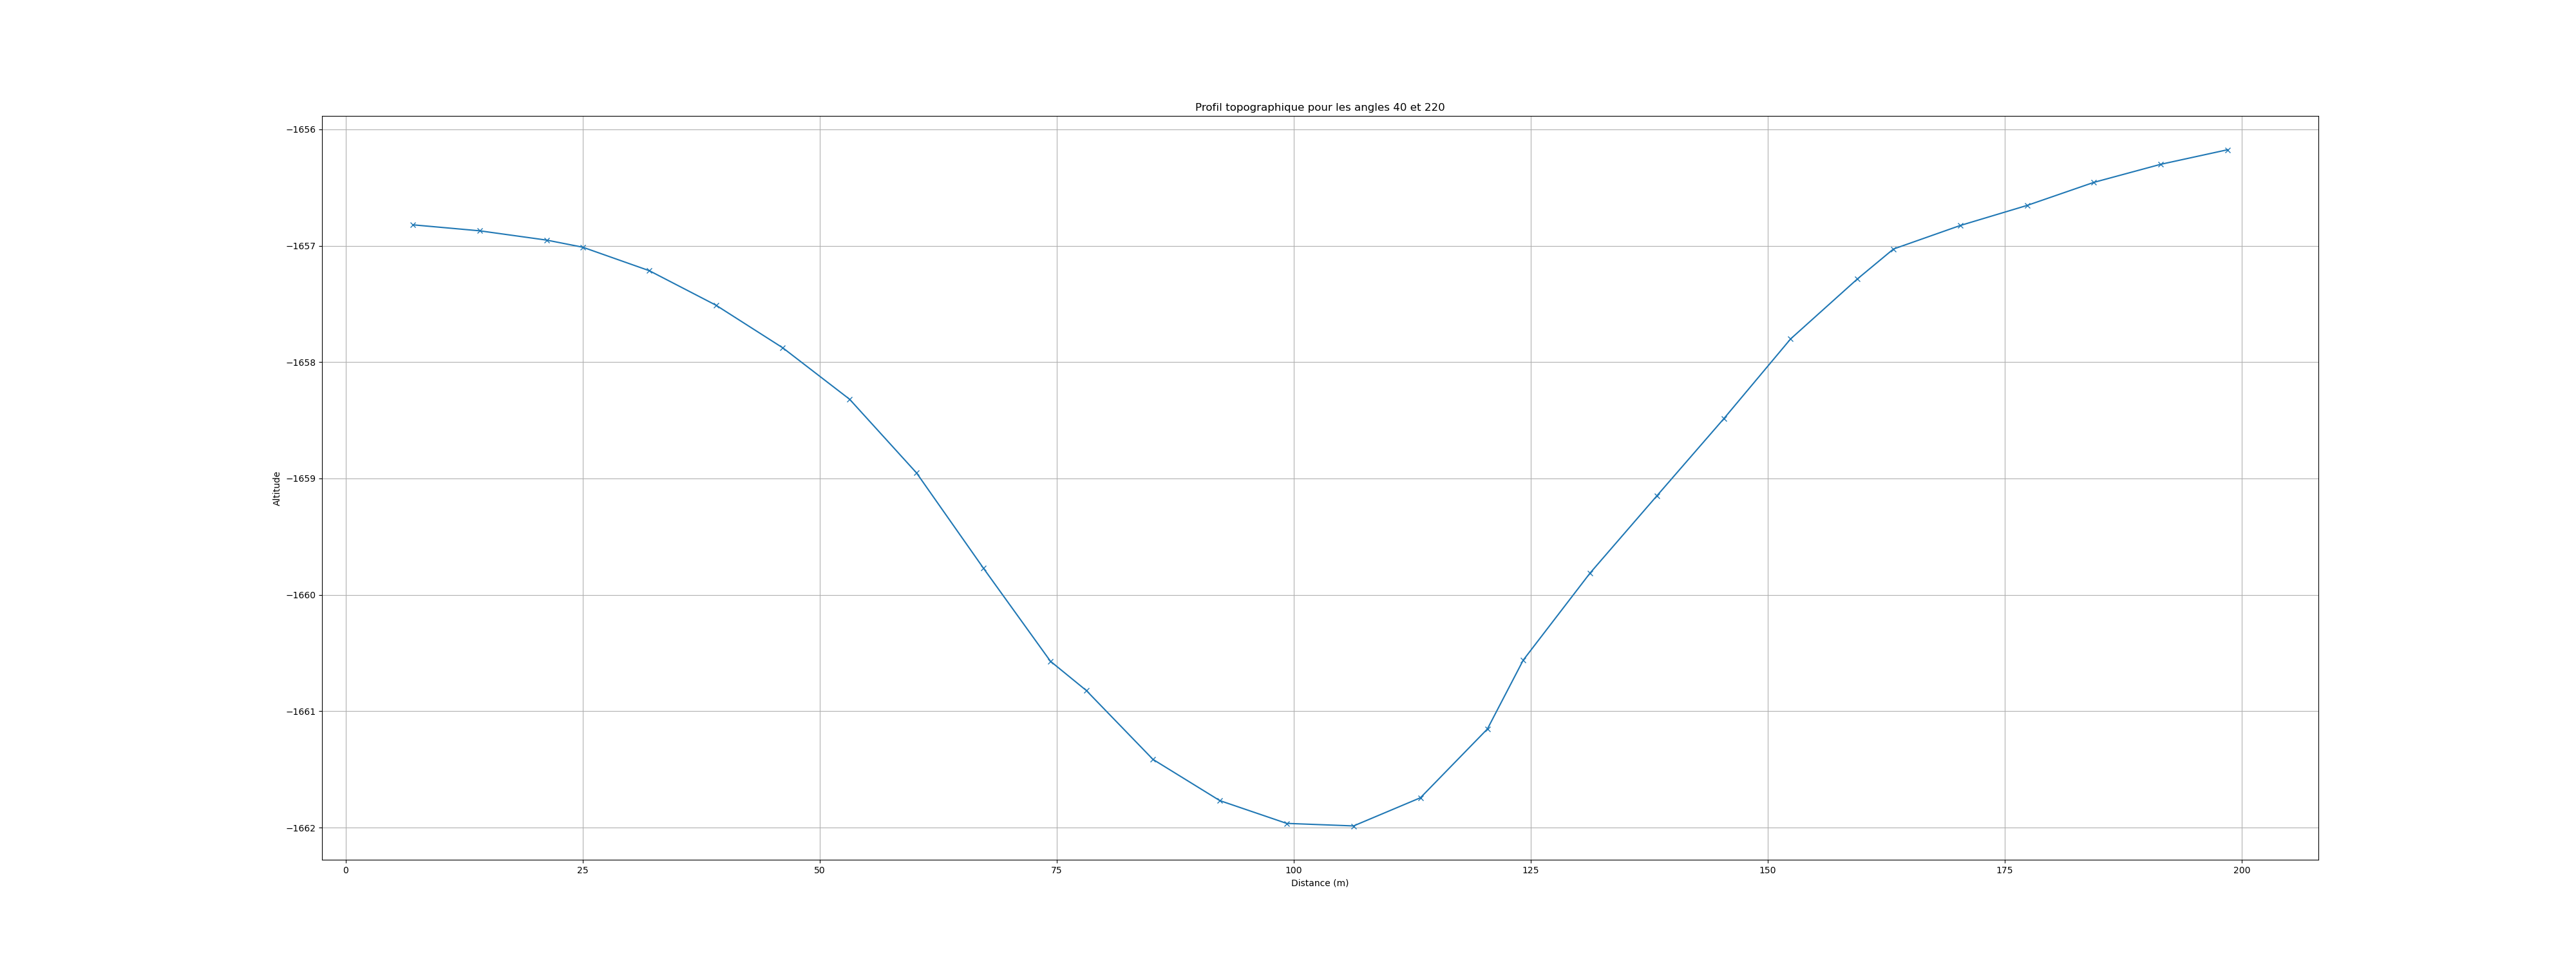 Profil topographique pour les angles 40 et 220
−1656
−1657
−1658
−1659
−1660
−1661
−1662
Altitude
0 25 50 75 100 125 150 175 200
Distance (m)